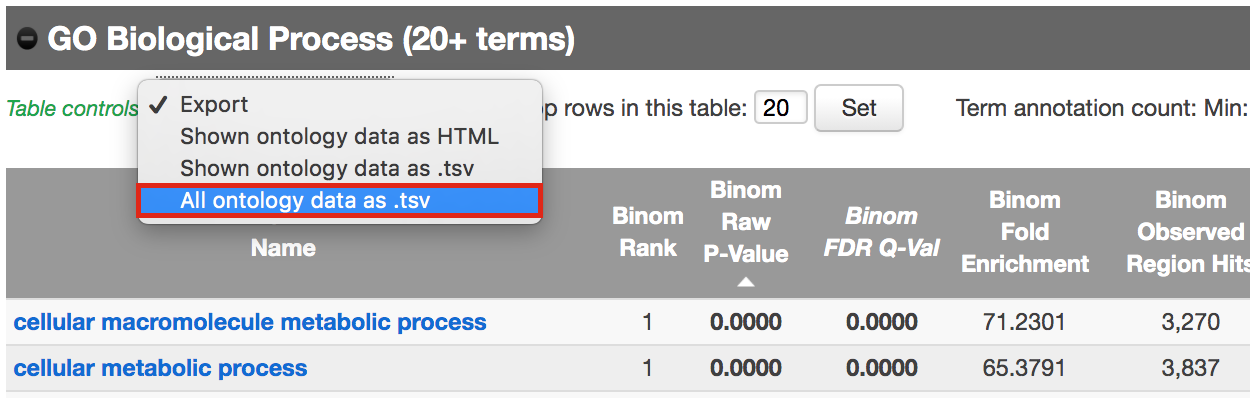 GO Biological Process (20+ terms)
Table controls
Export
Shown ontology data as HTML
Shown ontology data as .tsv
All ontology data as .tsv
rows in this table: 20 Set Term annotation count: Min:
Name
Binom Rank
Binom Raw P-Value
Binom FDR Q-Val
Binom Fold Enrichment
Binom Observed Region Hits
cellular macromolecule metabolic process 1 0.0000 0.0000 71.2301 3,270
cellular metabolic process 1 0.0000 0.0000 65.3791 3,837